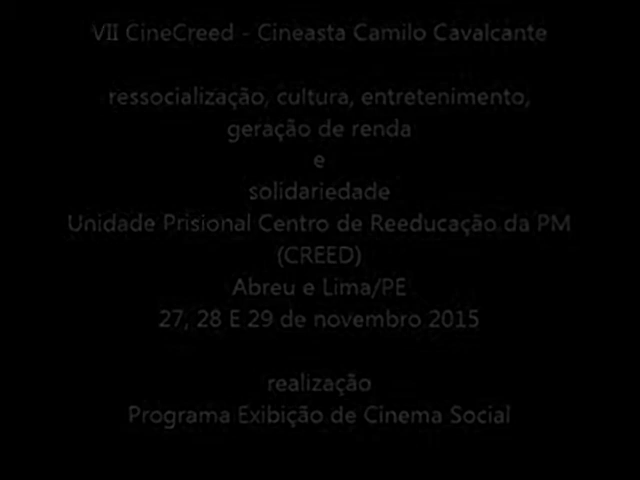 VII CineCreed - Cineasta Camilo Cavalcante
ressocialização, cultura, entretenimento,
geração de renda
e
solidariedade
Unidade Prisional Centro de Reeducação da PM
(CREED)
Abreu e Lima/PE
27, 28 E 29 de novembro 2015
realização
Programa Exibição de Cinema Social